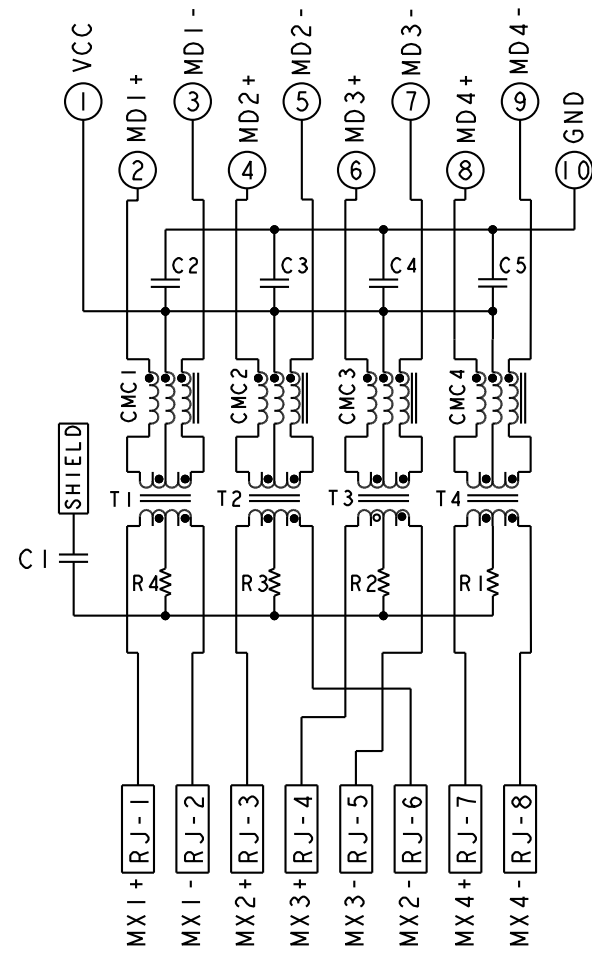 VCC
MD1-
MD2-
MD3-
MD4-
1
MD1+
3
MD2+
5
MD3+
7
MD4+
9
GND
2
4
6
8
10
C2
C3
C4
C5
CMC1
CMC2
CMC3
CMC4
SHIELD
T1
T2
T3
T4
C1
R4
R3
R2
R1
RJ-1
RJ-2
RJ-3
RJ-4
RJ-5
RJ-6
RJ-7
RJ-8
MX1+
MX1-
MX2+
MX3+
MX3-
MX2-
MX4+
MX4-